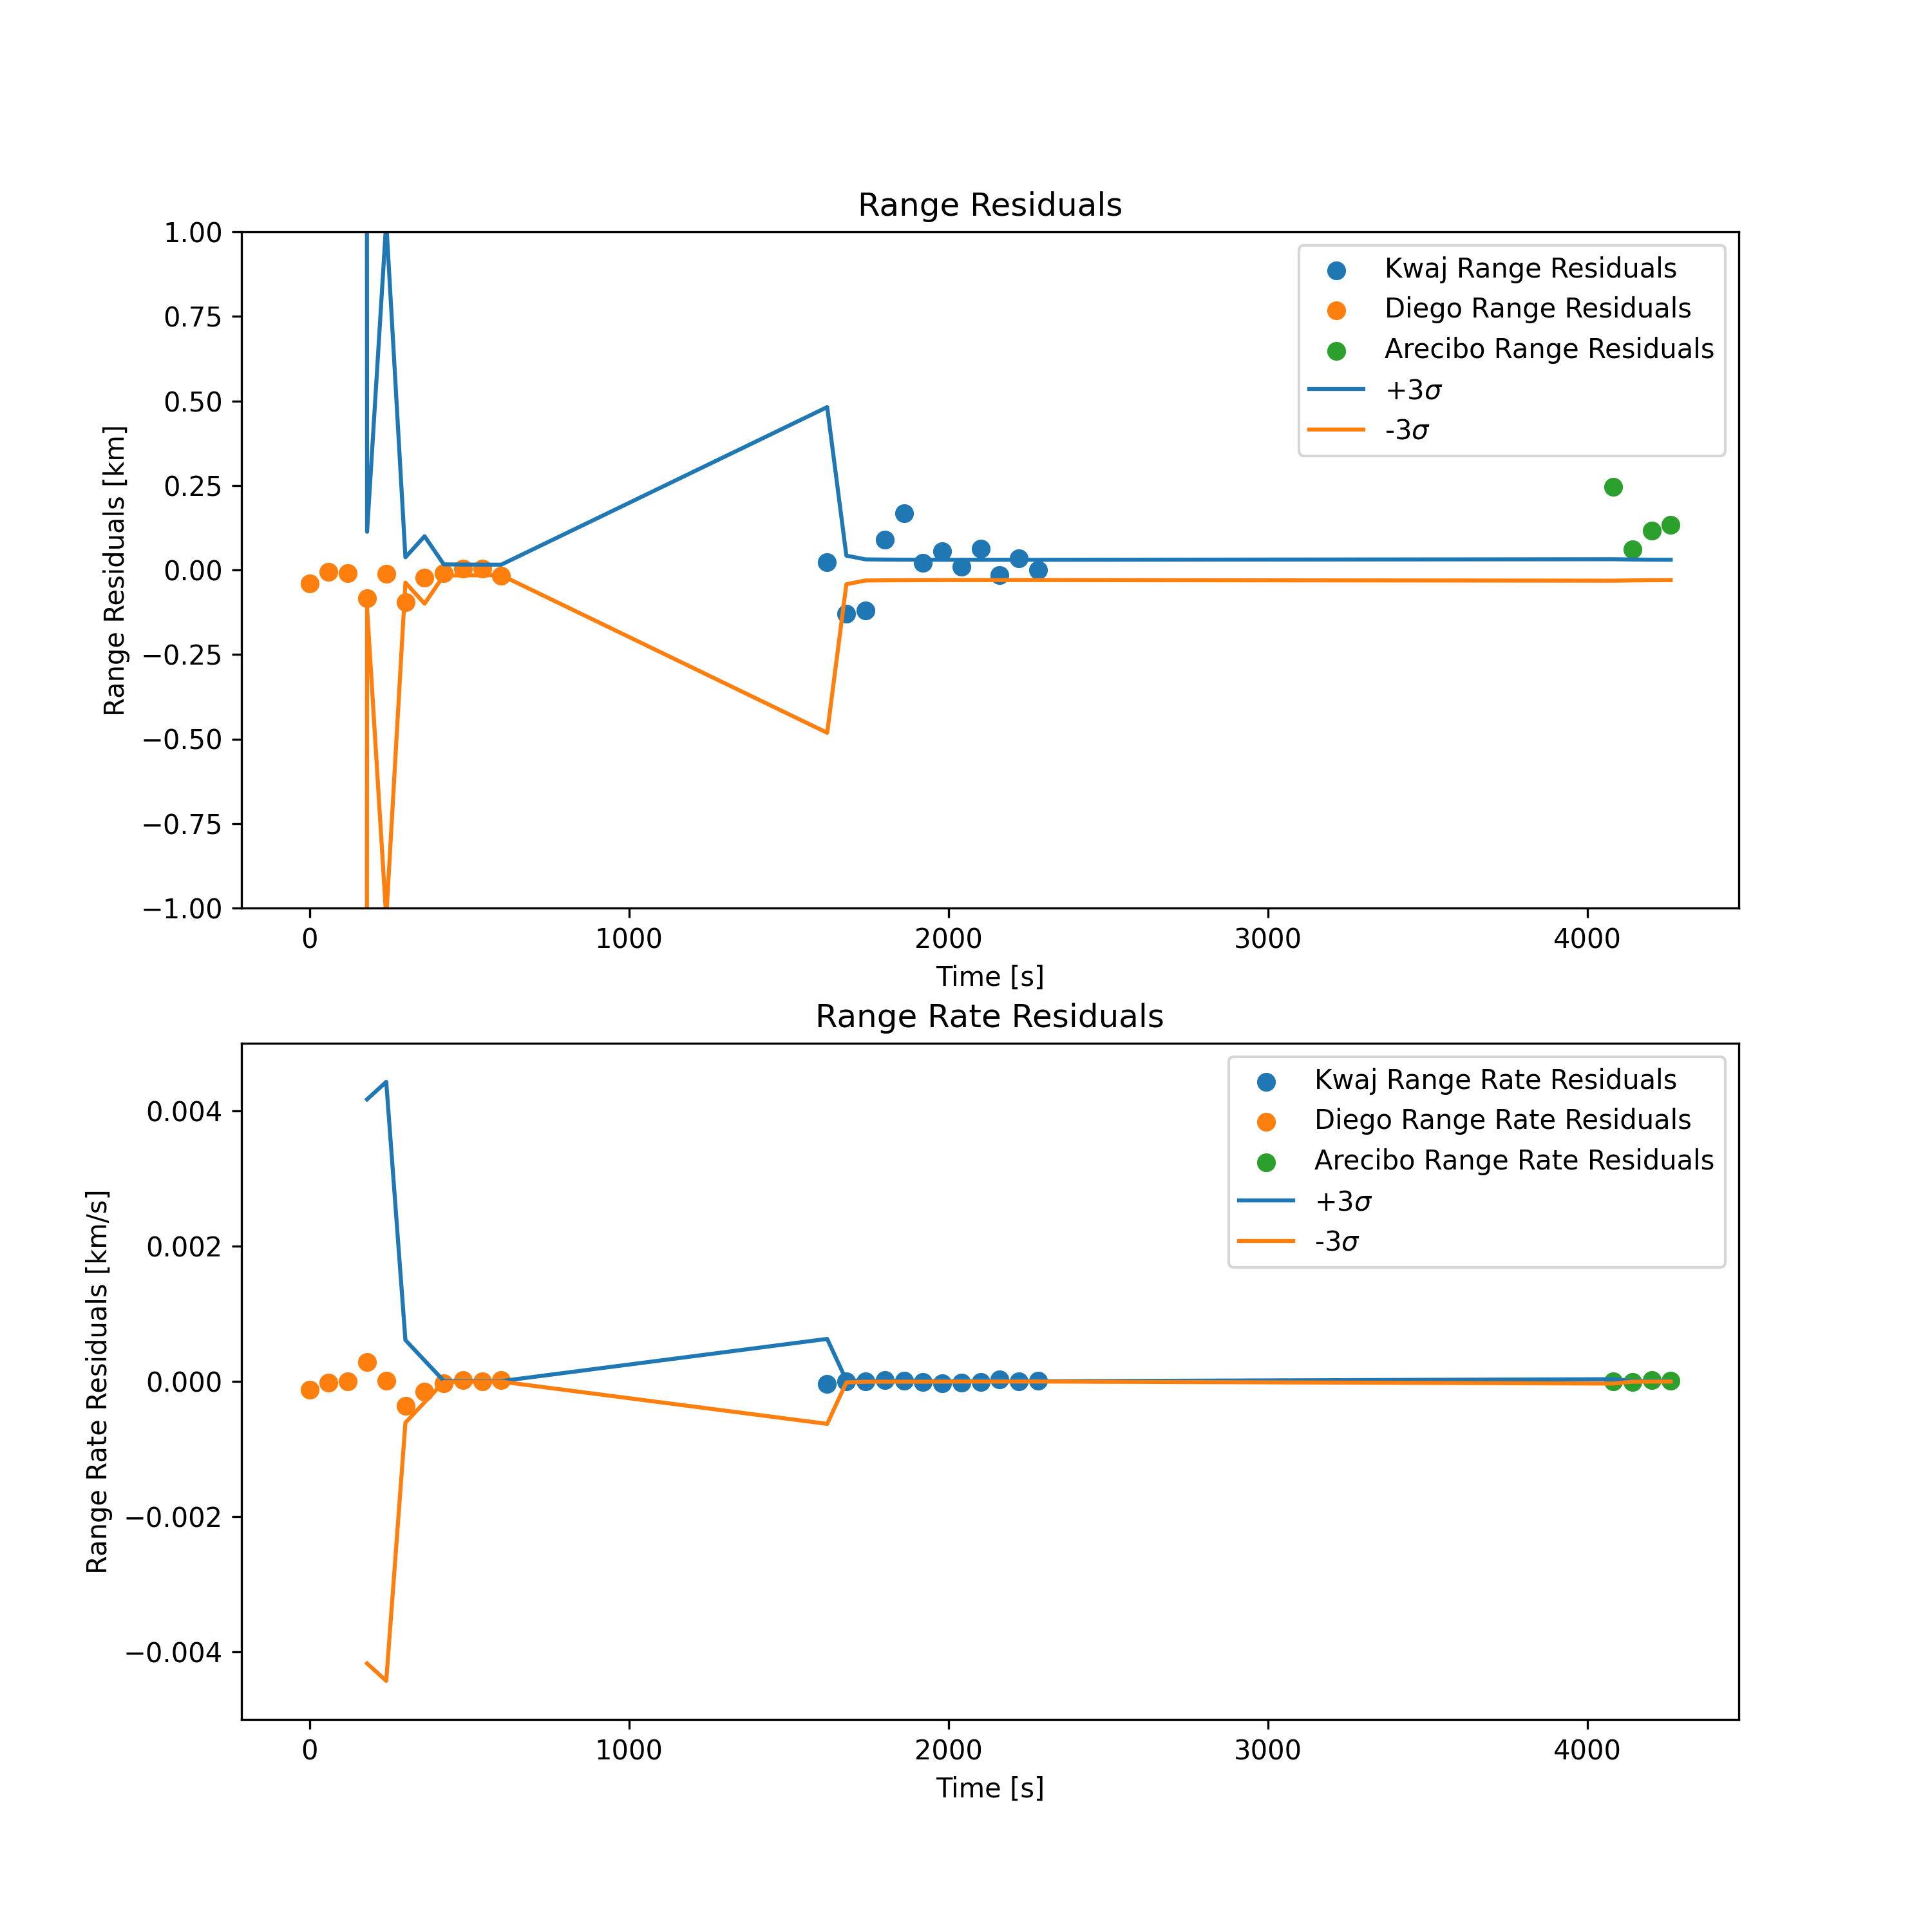 Range Residuals
1.00
0.75
0.50
0.25
0.00
−0.25
−0.50
−0.75
−1.00
Range Residuals [km]
Kwaj Range Residuals
Diego Range Residuals
Arecibo Range Residuals
+3σ
-3σ
0 1000 2000 3000 4000
Time [s]
Range Rate Residuals
0.004
0.002
0.000
−0.002
−0.004
Range Rate Residuals [km/s]
Kwaj Range Rate Residuals
Diego Range Rate Residuals
Arecibo Range Rate Residuals
+3σ
-3σ
0 1000 2000 3000 4000
Time [s]